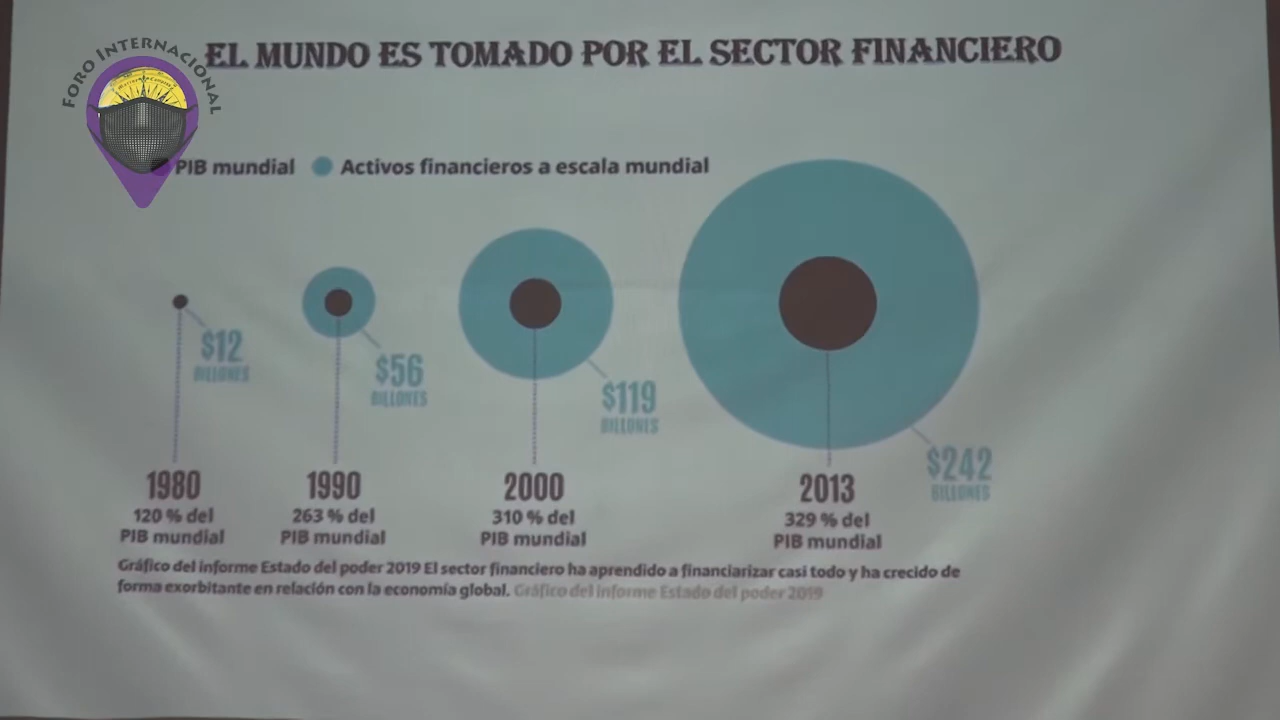 FORO INTERNACIONAL
EL MUNDO ES TOMADO POR EL SECTOR FINANCIERO
PIB mundial
Activos financieros a escala mundial
$12
BILLONES
$56
BILLONES
$119
BILLONES
$242
BILLONES
1980
120 % del
PIB mundial
1990
263 % del
PIB mundial
2000
310 % del
PIB mundial
2013
329 % del
PIB mundial
Gráfico del informe Estado del poder 2019 El sector financiero ha aprendido a financiarizar casi todo y ha crecido de
forma exorbitante en relación con la economía global. Gráfico del informe Estado del poder 2019